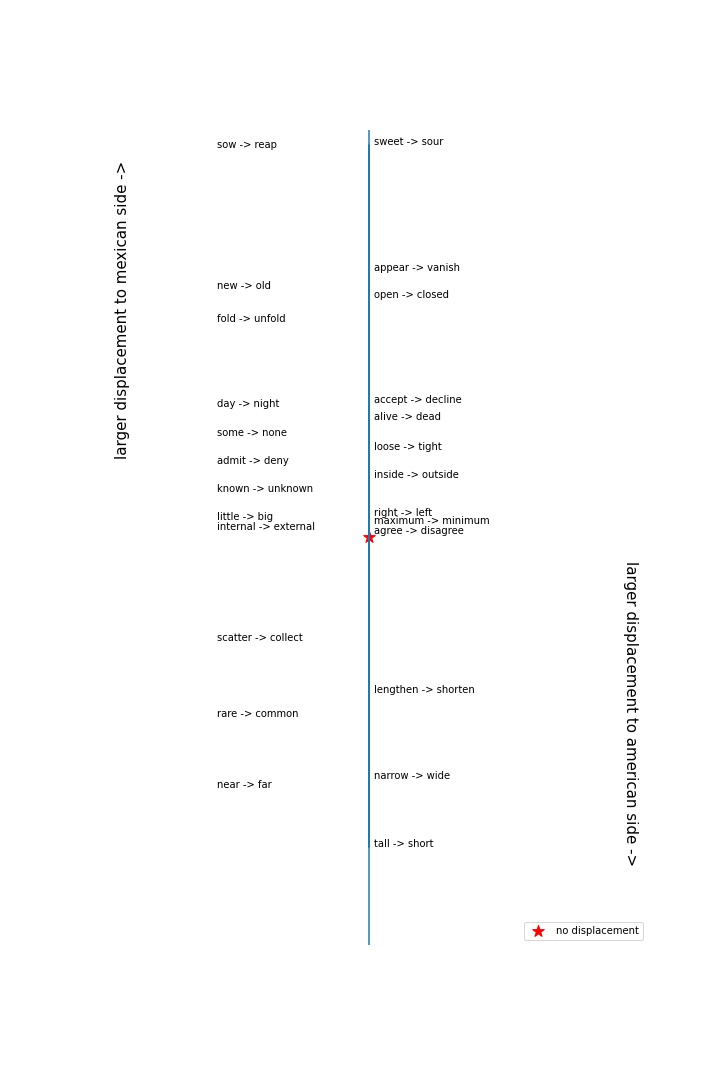 larger displacement to mexican side ->
sweet -> sour
sow -> reap
appear -> vanish
new -> old
open -> closed
fold -> unfold
accept -> decline
day -> night
alive -> dead
some -> none
loose -> tight
admit -> deny
inside -> outside
known -> unknown
right -> left
little -> big
maximum -> minimum
internal -> external
agree -> disagree
scatter -> collect
lengthen -> shorten
rare -> common
narrow -> wide
near -> far
tall -> short
larger displacement to american side ->
no displacement